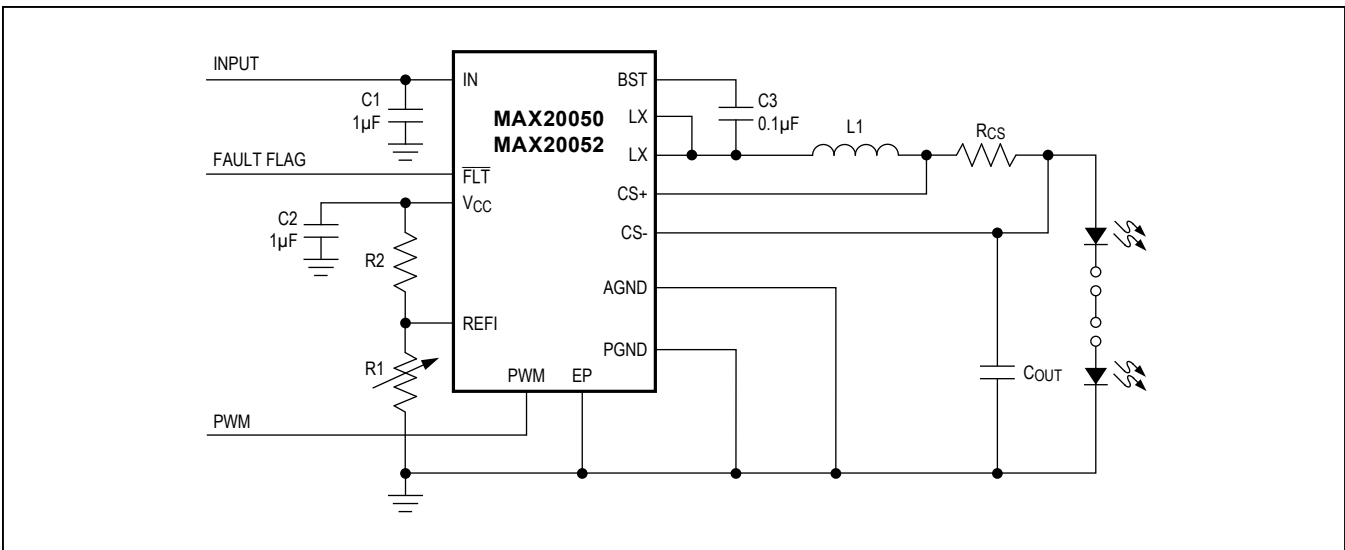 INPUT
C1
1µF
FAULT FLAG
C2
1µF
R2
R1
PWM
IN
FLT
VCC
REFI
PWM
EP
MAX20050
MAX20052
BST
LX
LX
CS+
CS-
AGND
PGND
C3
0.1µF
L1
RCS
COUT